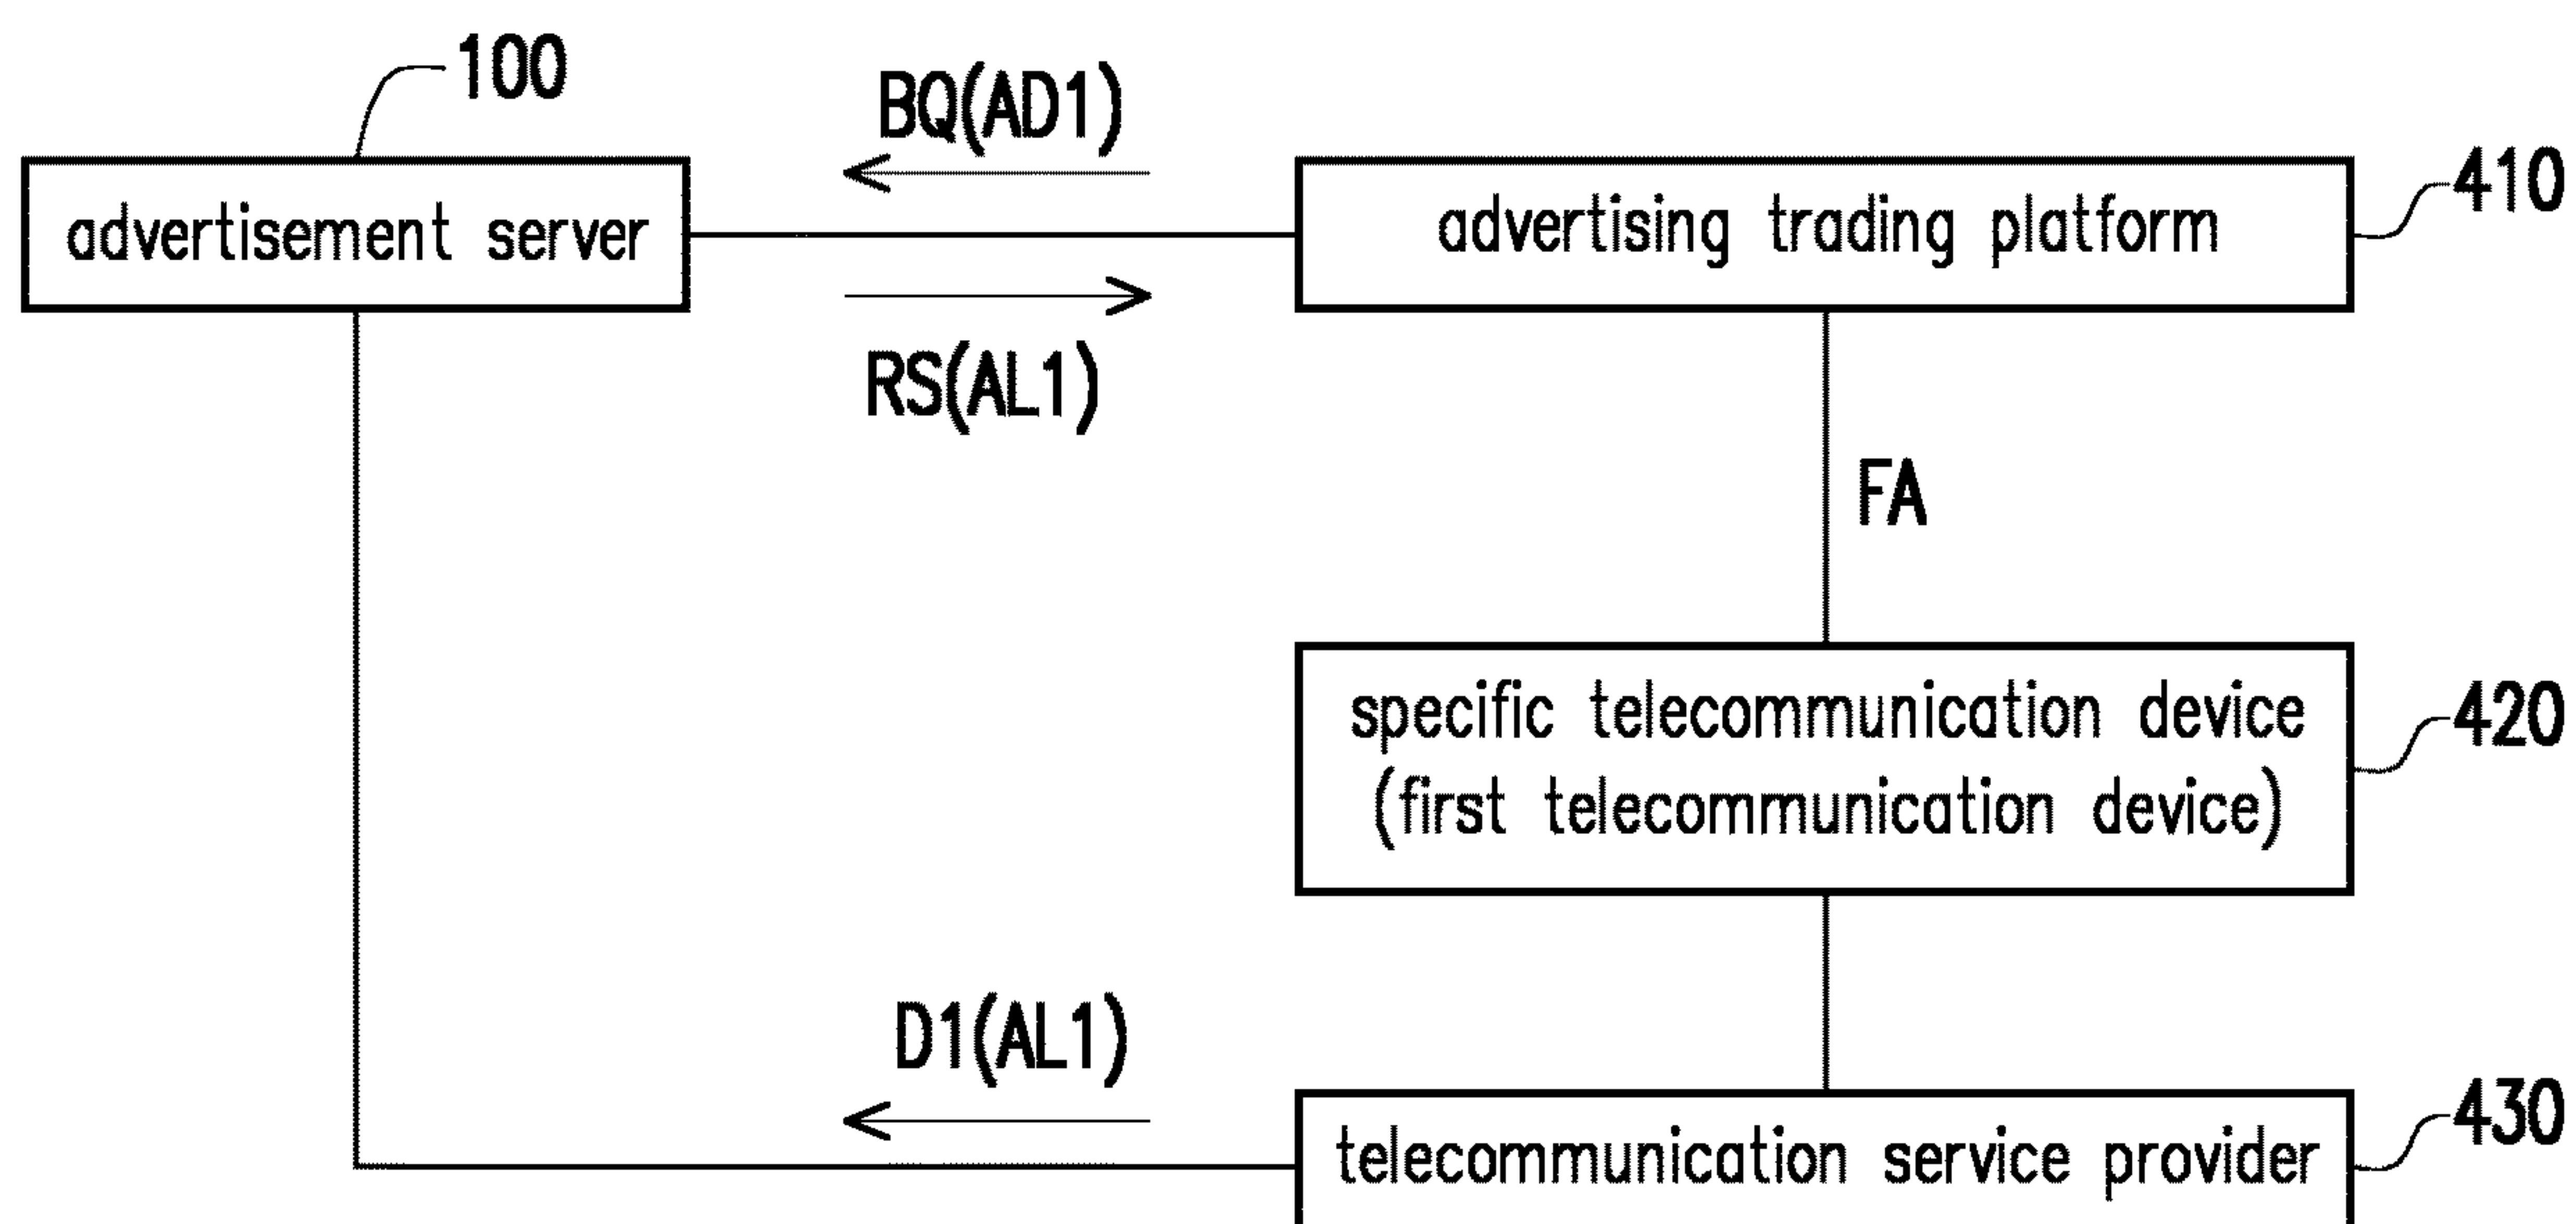 100
BQ(AD1)
410
advertisement server
advertising trading platform
RS(AL1)
FA
specific telecommunication device
(first telecommunication device)
420
D1(AL1)
430
telecommunication service provider